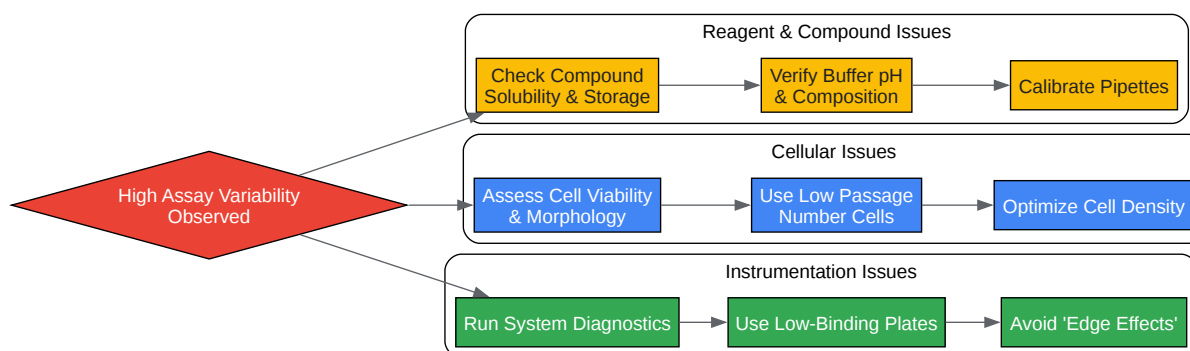 Reagent & Compound Issues
Check Compound
Solubility & Storage
Verify Buffer pH
& Composition
Calibrate Pipettes
High Assay Variability
Observed
Cellular Issues
Assess Cell Viability
& Morphology
Use Low Passage
Number Cells
Optimize Cell Density
Instrumentation Issues
Run System Diagnostics
Use Low-Binding Plates
Avoid 'Edge Effects'